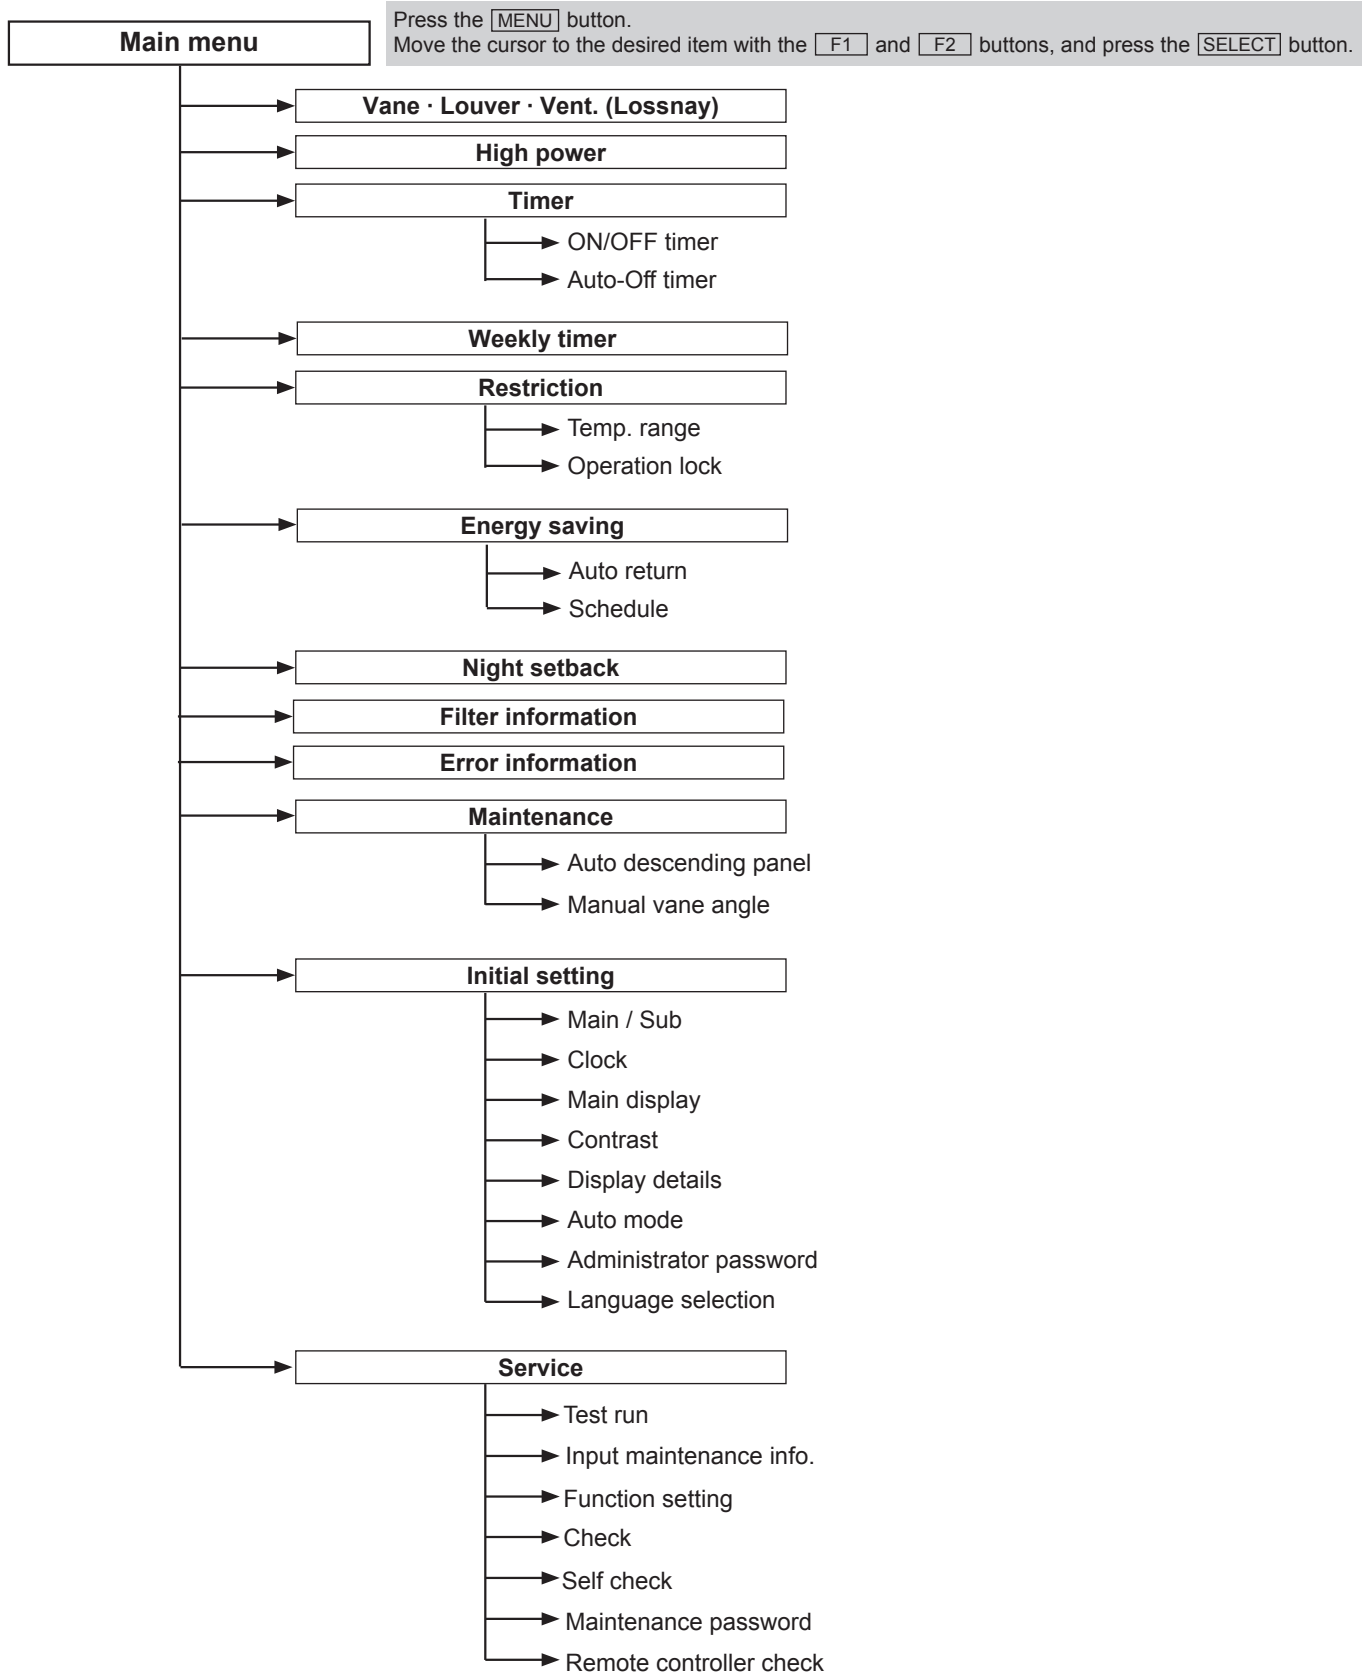 Main menu
Press the MENU button.
Move the cursor to the desired item with the F1 and F2 buttons, and press the SELECT button.
Vane · Louver · Vent. (Lossnay)
High power
Timer
ON/OFF timer
Auto-Off timer
Weekly timer
Restriction
Temp. range
Operation lock
Energy saving
Auto return
Schedule
Night setback
Filter information
Error information
Maintenance
Auto descending panel
Manual vane angle
Initial setting
Main / Sub
Clock
Main display
Contrast
Display details
Auto mode
Administrator password
Language selection
Service
Test run
Input maintenance info.
Function setting
Check
Self check
Maintenance password
Remote controller check